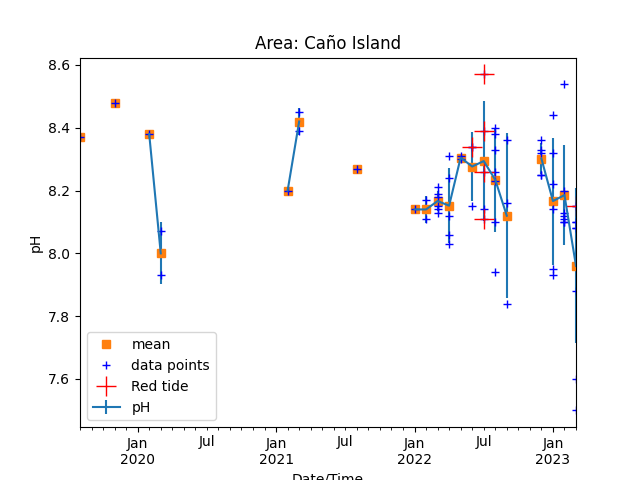 Area: Caño Island
8.6
8.4
8.2
8.0
7.8
7.6
pH
mean
data points
Red tide
pH
Jan Jul Jan Jul Jan Jul Jan
2020 2021 2022 2023
Date/Time